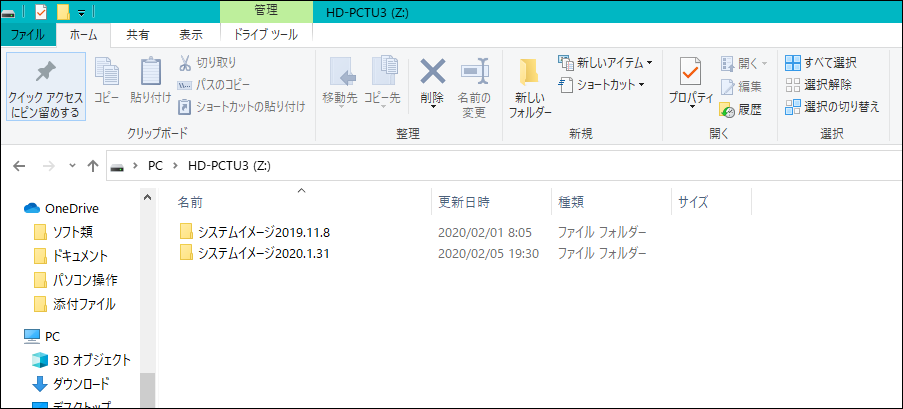 管理
HD-PCTU3 (Z:)
ファイル
ホーム
共有
表示
ドライブ ツール
クイック アクセス
にピン留めする
コピー
貼り付け
切り取り
パスのコピー
ショートカットの貼り付け
クリップボード
移動先
コピー先
削除
名前の
変更
整理
新しい
フォルダー
新しいアイテム
ショートカット
新規
プロパティ
開く
編集
履歴
開く
すべて選択
選択解除
選択の切り替え
選択
PC
HD-PCTU3 (Z:)
OneDrive
ソフト類
ドキュメント
パソコン操作
添付ファイル
PC
3D オブジェクト
ダウンロード
デスクトップ
名前 更新日時 種類 サイズ
システムイメージ2019.11.8 2020/02/01 8:05 ファイル フォルダー
システムイメージ2020.1.31 2020/02/05 19:30 ファイル フォルダー